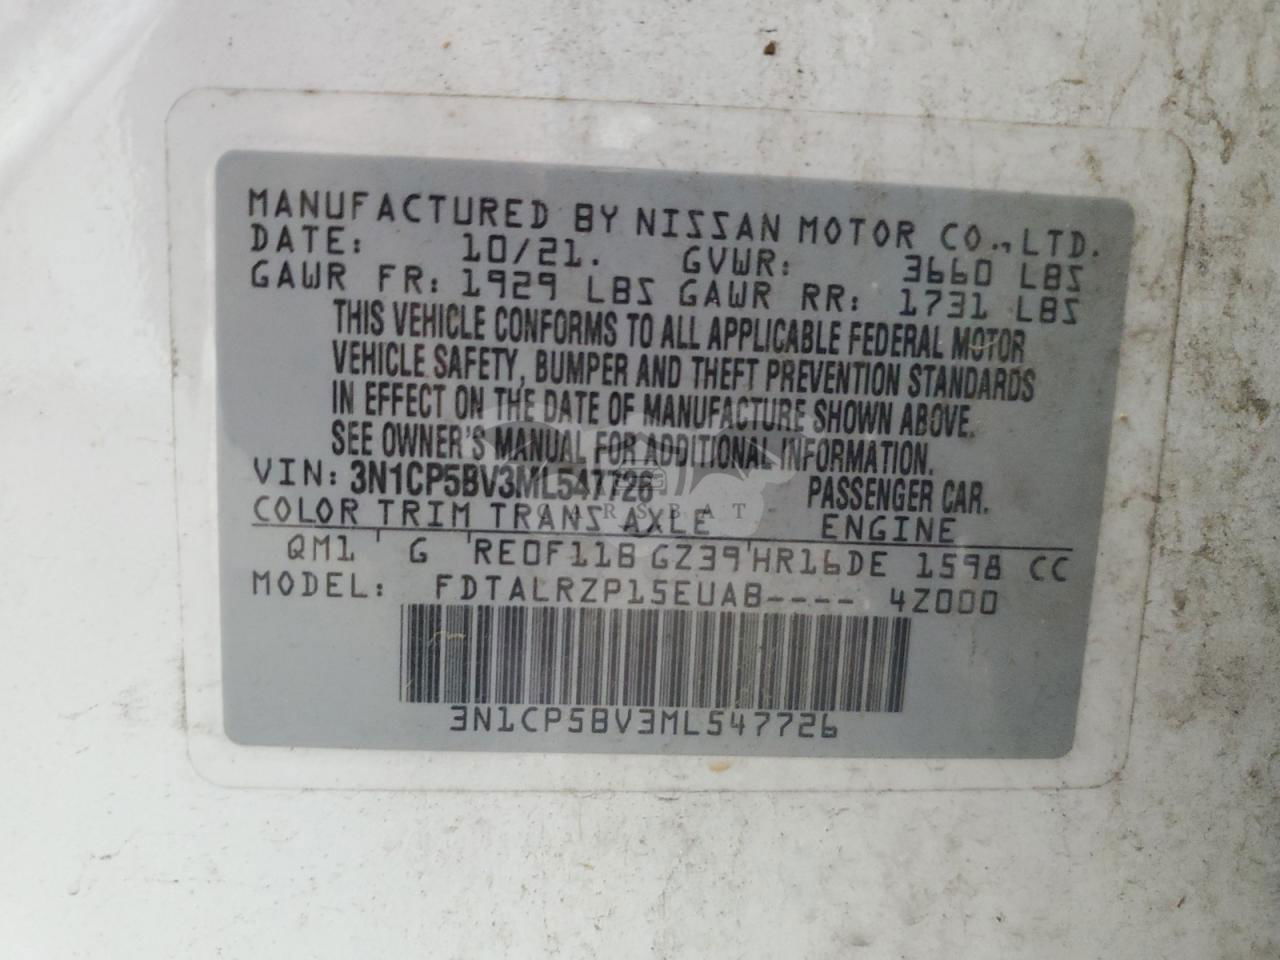 MANUFACTURED BY NISSAN MOTOR CO., LTD.
DATE: 10/21. GVWR: 3660 LBS
GAWR FR: 1929 LBS GAWR RR: 1731 LBS
THIS VEHICLE CONFORMS TO ALL APPLICABLE FEDERAL MOTOR
VEHICLE SAFETY, BUMPER AND THEFT PREVENTION STANDARDS
IN EFFECT ON THE DATE OF MANUFACTURE SHOWN ABOVE.
SEE OWNER'S MANUAL FOR ADDITIONAL INFORMATION.
VIN: 3N1CP5BV3ML547726 PASSENGER CAR.
CARSBAT
COLOR TRIM TRANS AXLE ENGINE
QM1 ' G 'RE0F11B GZ39'HR16DE 1598 CC
MODEL: FDTALRZP15EUAB---- 4Z000
3N1CP5BV3ML547726